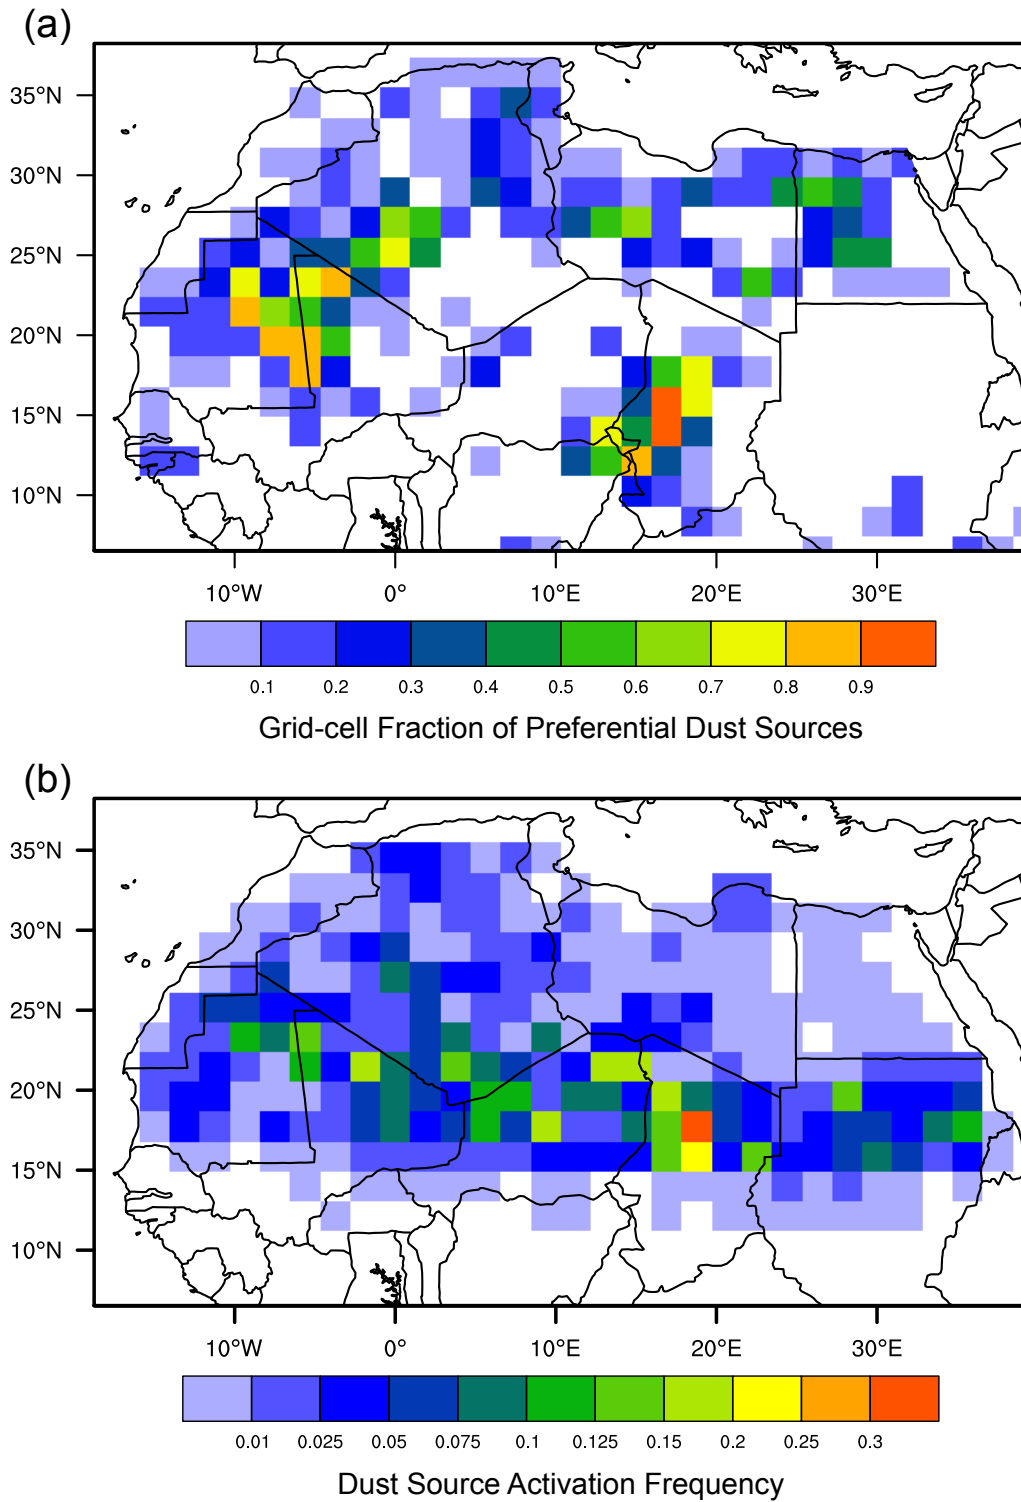 (a)
35°N
30°N
25°N
20°N
15°N
10°N
10°W 0° 10°E 20°E 30°E
0.1 0.2 0.3 0.4 0.5 0.6 0.7 0.8 0.9
Grid-cell Fraction of Preferential Dust Sources
(b)
35°N
30°N
25°N
20°N
15°N
10°N
10°W 0° 10°E 20°E 30°E
0.01 0.025 0.05 0.075 0.1 0.125 0.15 0.2 0.25 0.3
Dust Source Activation Frequency